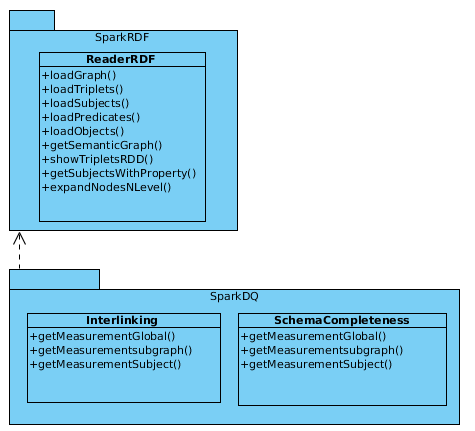 SparkRDF
ReaderRDF
+loadGraph()
+loadTriplets()
+loadSubjects()
+loadPredicates()
+loadObjects()
+getSemanticGraph()
+showTripletsRDD()
+getSubjectsWithProperty()
+expandNodesNLevel()
SparkDQ
Interlinking
+getMeasurementGlobal()
+getMeasurementsubgraph()
+getMeasurementSubject()
SchemaCompleteness
+getMeasurementGlobal()
+getMeasurementsubgraph()
+getMeasurementSubject()